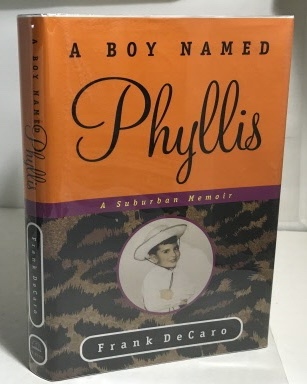 A BOY NAMED
Phyllis
A Suburban Memoir
Frank DeCaro
A BOY NAMED
Phyllis
Frank DeCaro